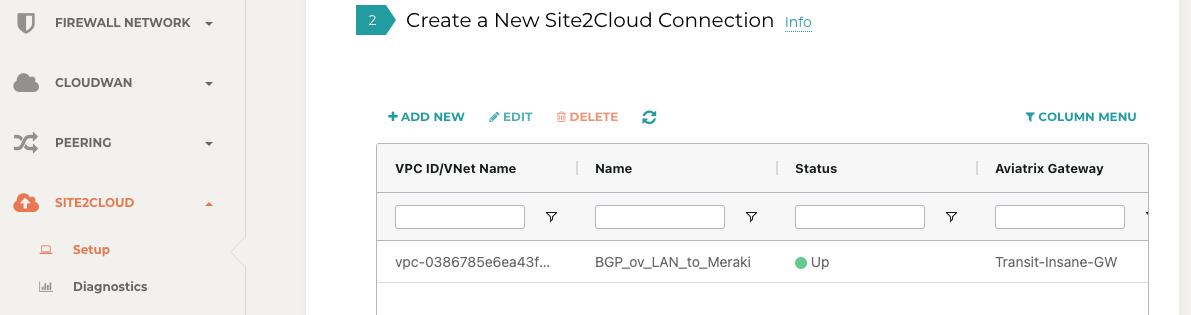 FIREWALL NETWORK
CLOUDWAN
PEERING
SITE2CLOUD
Setup
Diagnostics
2 Create a New Site2Cloud Connection Info
+ ADD NEW EDIT DELETE COLUMN MENU
VPC ID/VNet Name Name Status Aviatrix Gateway
vpc-0386785e6ea43f... BGP_ov_LAN_to_Meraki Up Transit-Insane-GW